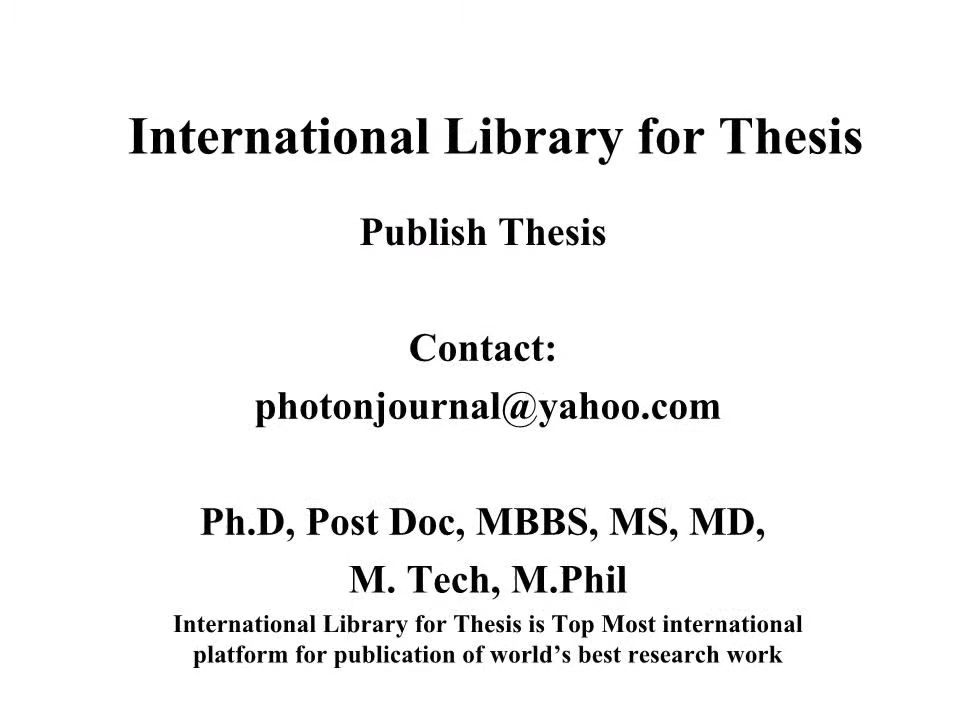 International Library for Thesis
Publish Thesis
Contact:
photonjournal@yahoo.com
Ph.D, Post Doc, MBBS, MS, MD,
M. Tech, M.Phil
International Library for Thesis is Top Most international
platform for publication of world’s best research work